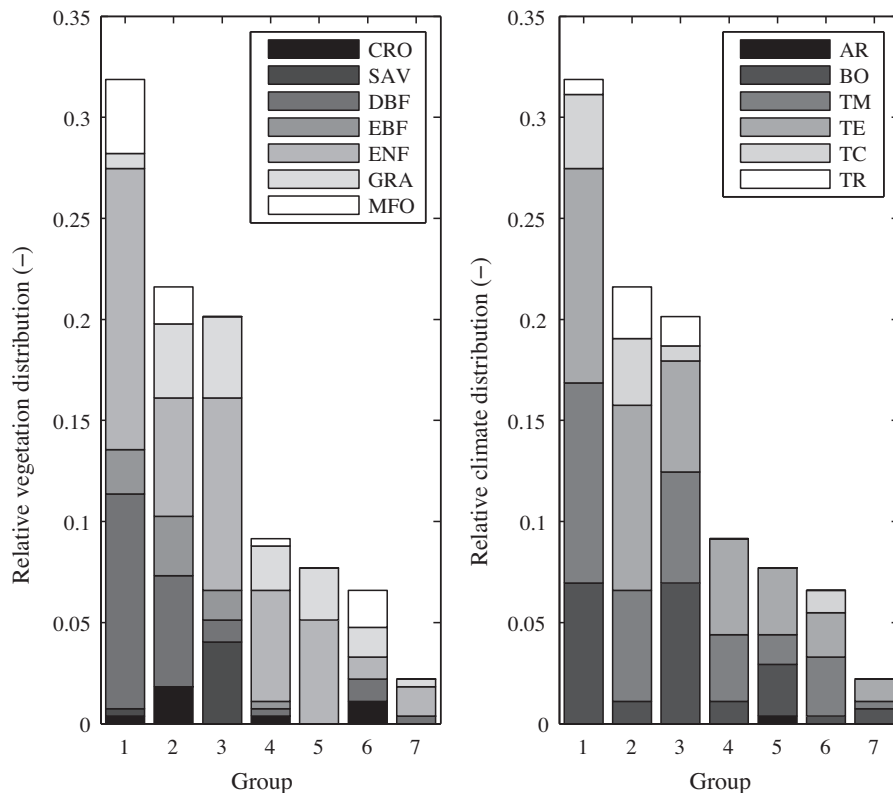 0.35
0.3
0.25
0.2
0.15
0.1
0.05
0
Relative vegetation distribution (−)
CRO
SAV
DBF
EBF
ENF
GRA
MFO
1 2 3 4 5 6 7
Group
0.35
0.3
0.25
0.2
0.15
0.1
0.05
0
Relative climate distribution (−)
AR
BO
TM
TE
TC
TR
1 2 3 4 5 6 7
Group